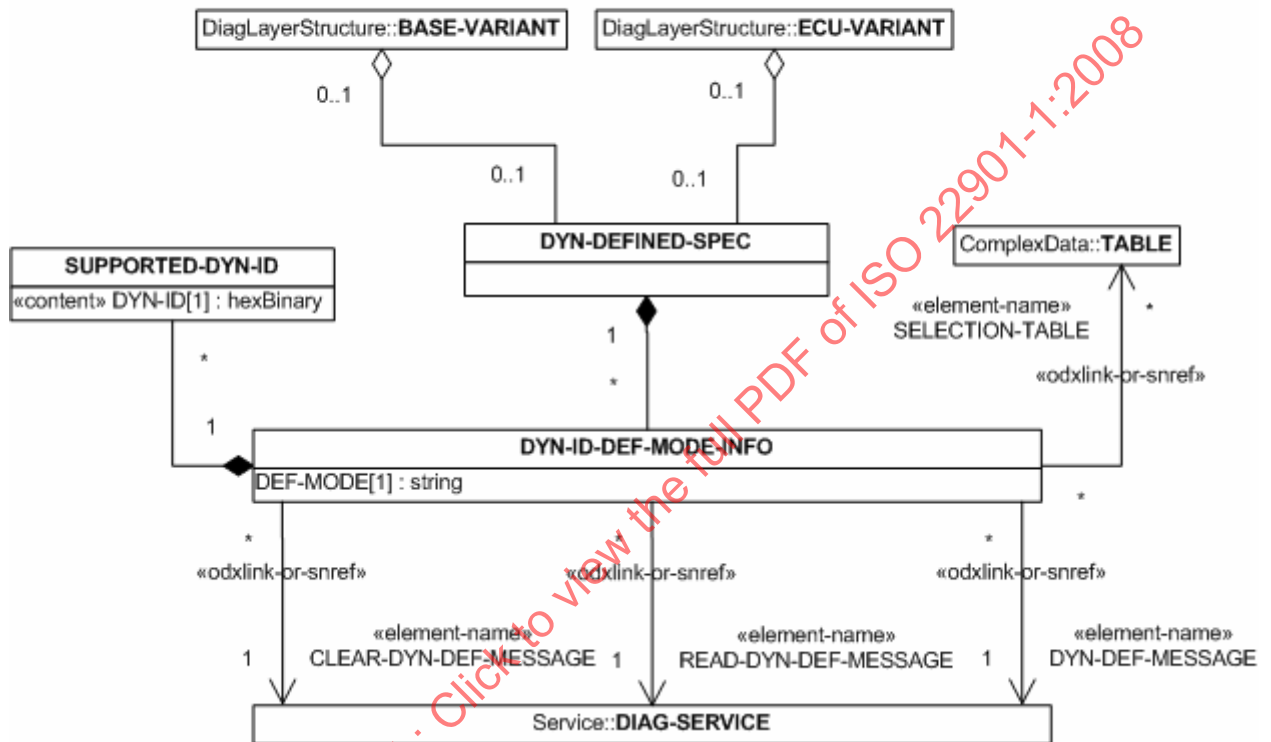 DiagLayerStructure::BASE-VARIANT
DiagLayerStructure::ECU-VARIANT
0..1
0..1
0..1
0..1
DYN-DEFINED-SPEC
ComplexData::TABLE
SUPPORTED-DYN-ID
«content» DYN-ID[1] : hexBinary
«element-name»
SELECTION-TABLE
*
1
*
*
«odxlink-or-snref»
1
DYN-ID-DEF-MODE-INFO
DEF-MODE[1] : string
*
*
*
*
«odxlink-or-snref»
«odxlink-or-snref»
«odxlink-or-snref»
«element-name»
CLEAR-DYN-DEF-MESSAGE
«element-name»
READ-DYN-DEF-MESSAGE
«element-name»
DYN-DEF-MESSAGE
1
1
1
Service::DIAG-SERVICE
. Click to view the full PDF of ISO 22901-1:2008